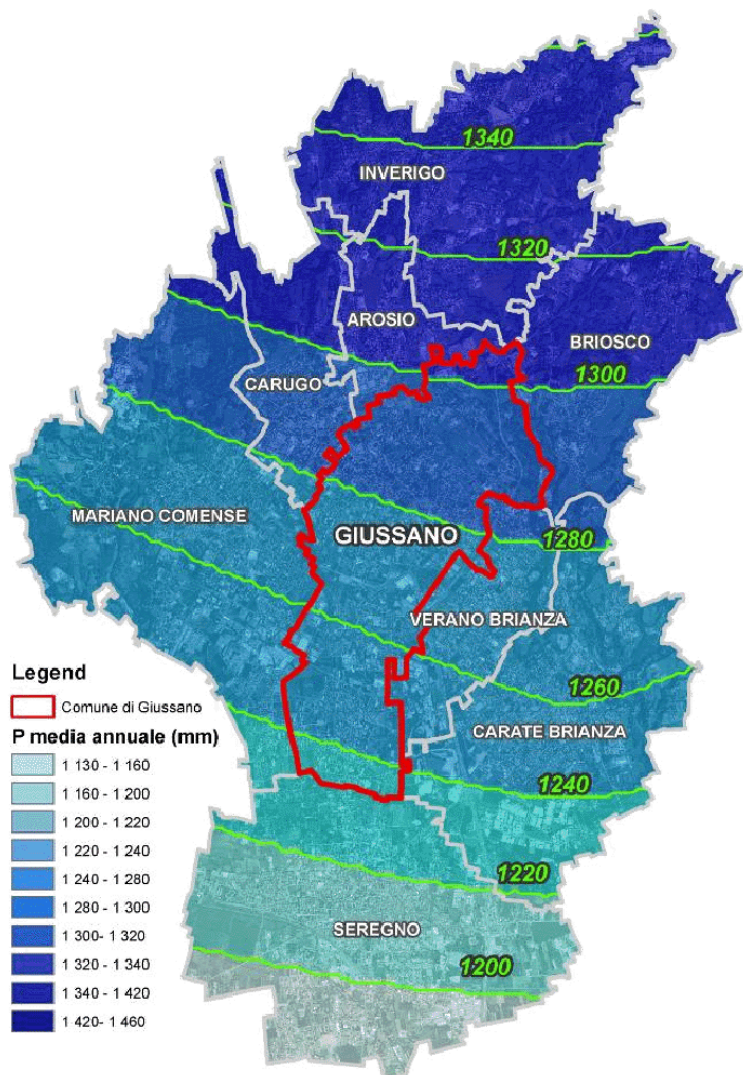 1340
INVERIGO
1320
AROSIO
BRIOSCO
1300
CARUGO
MARIANO COMENSE
GIUSSANO
1280
VERANO BRIANZA
1260
CARATE BRIANZA
1240
1220
SEREGNO
1200
Legend
Comune di Giussano
P media annuale (mm)
1 130 - 1 160
1 160 - 1 200
1 200 - 1 220
1 220 - 1 240
1 240 - 1 280
1 280 - 1 300
1 300- 1 320
1 320 - 1 340
1 340 - 1 420
1 420- 1 460